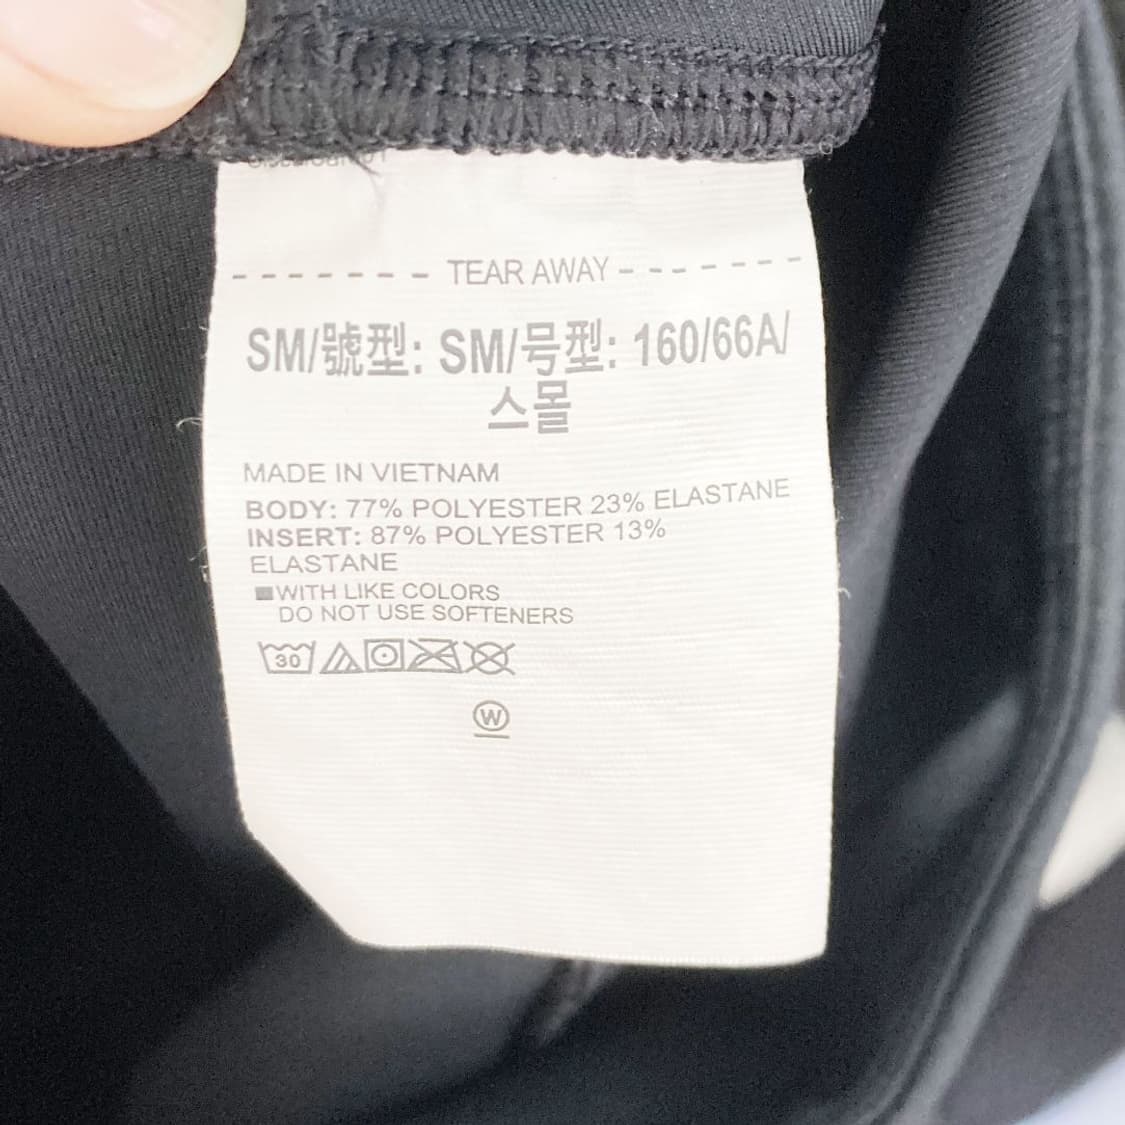 TEAR AWAY
SM/號型: SM/号型: 160/66A/
스몰
MADE IN VIETNAM
BODY: 77% POLYESTER 23% ELASTANE
INSERT: 87% POLYESTER 13%
ELASTANE
WITH LIKE COLORS
DO NOT USE SOFTENERS
30
W